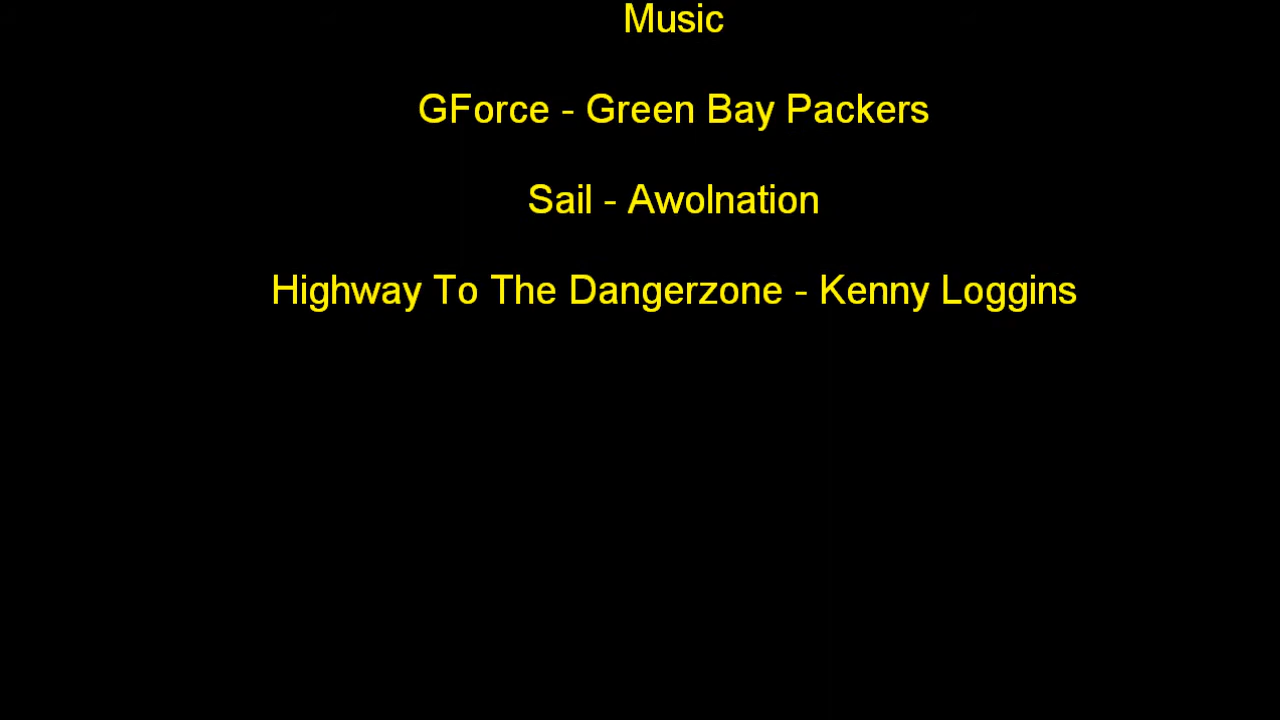 Music
GForce - Green Bay Packers
Sail - Awolnation
Highway To The Dangerzone - Kenny Loggins